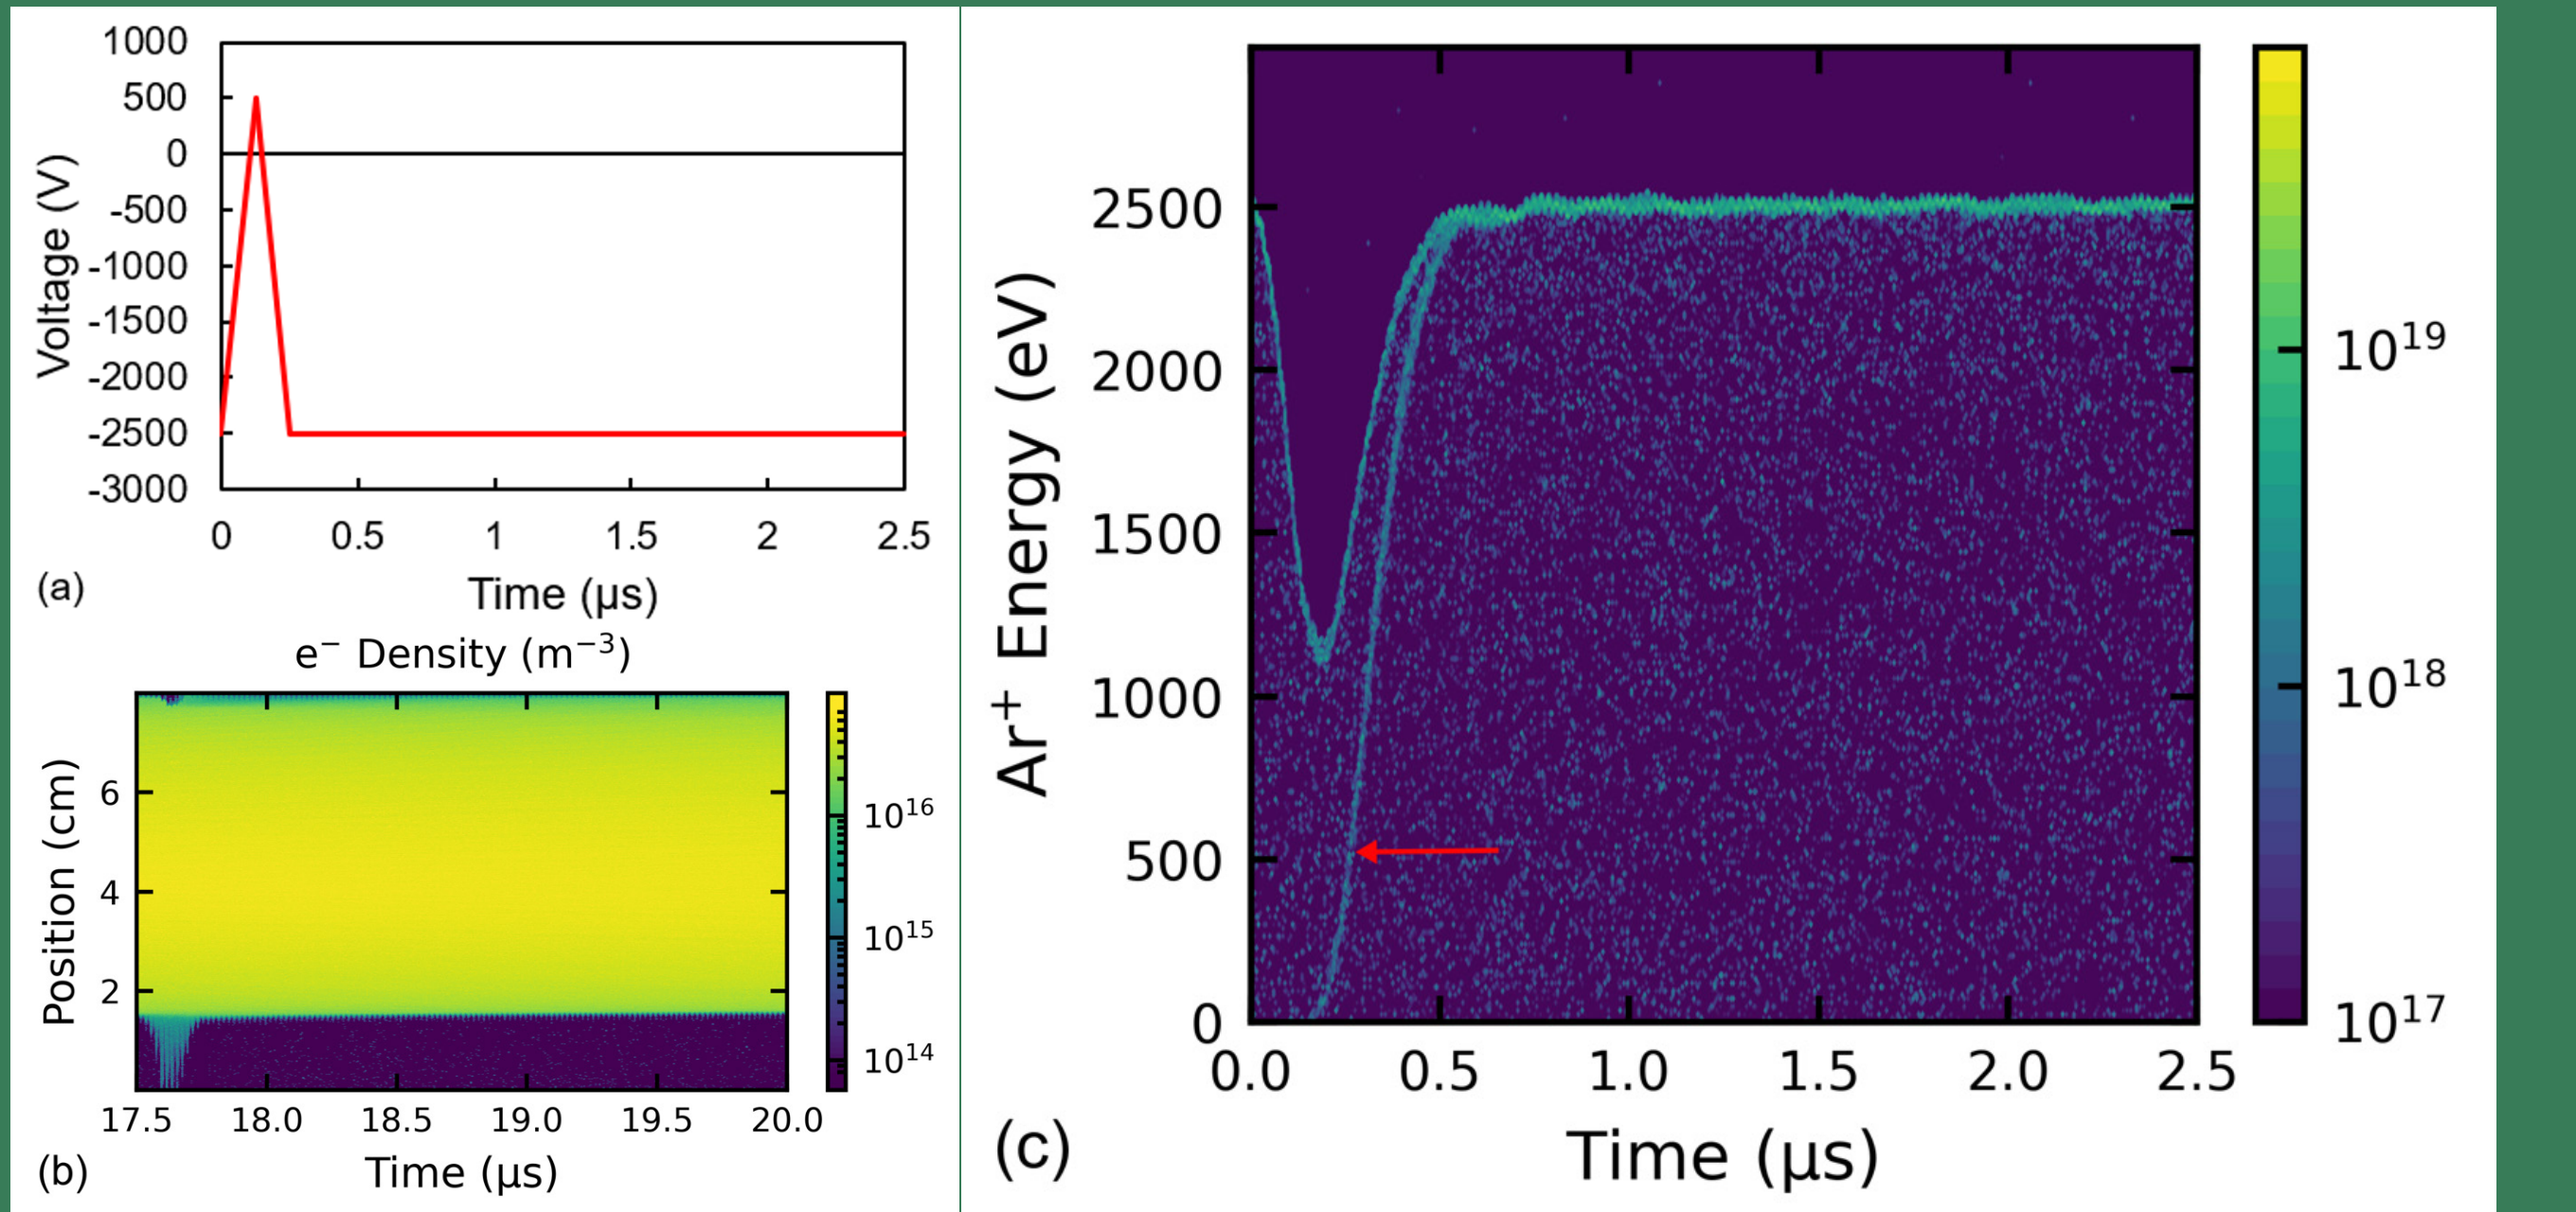 1000
500
0
-500
-1000
-1500
-2000
-2500
-3000
Voltage (V)
0 0.5 1 1.5 2 2.5
Time (µs)
(a)
e⁻ Density (m⁻³)
6
4
2
Position (cm)
10¹⁶
10¹⁵
10¹⁴
17.5 18.0 18.5 19.0 19.5 20.0
Time (µs)
(b)
2500
2000
1500
1000
500
0
Ar⁺ Energy (eV)
10¹⁹
10¹⁸
10¹⁷
0.0 0.5 1.0 1.5 2.0 2.5
Time (µs)
(c)